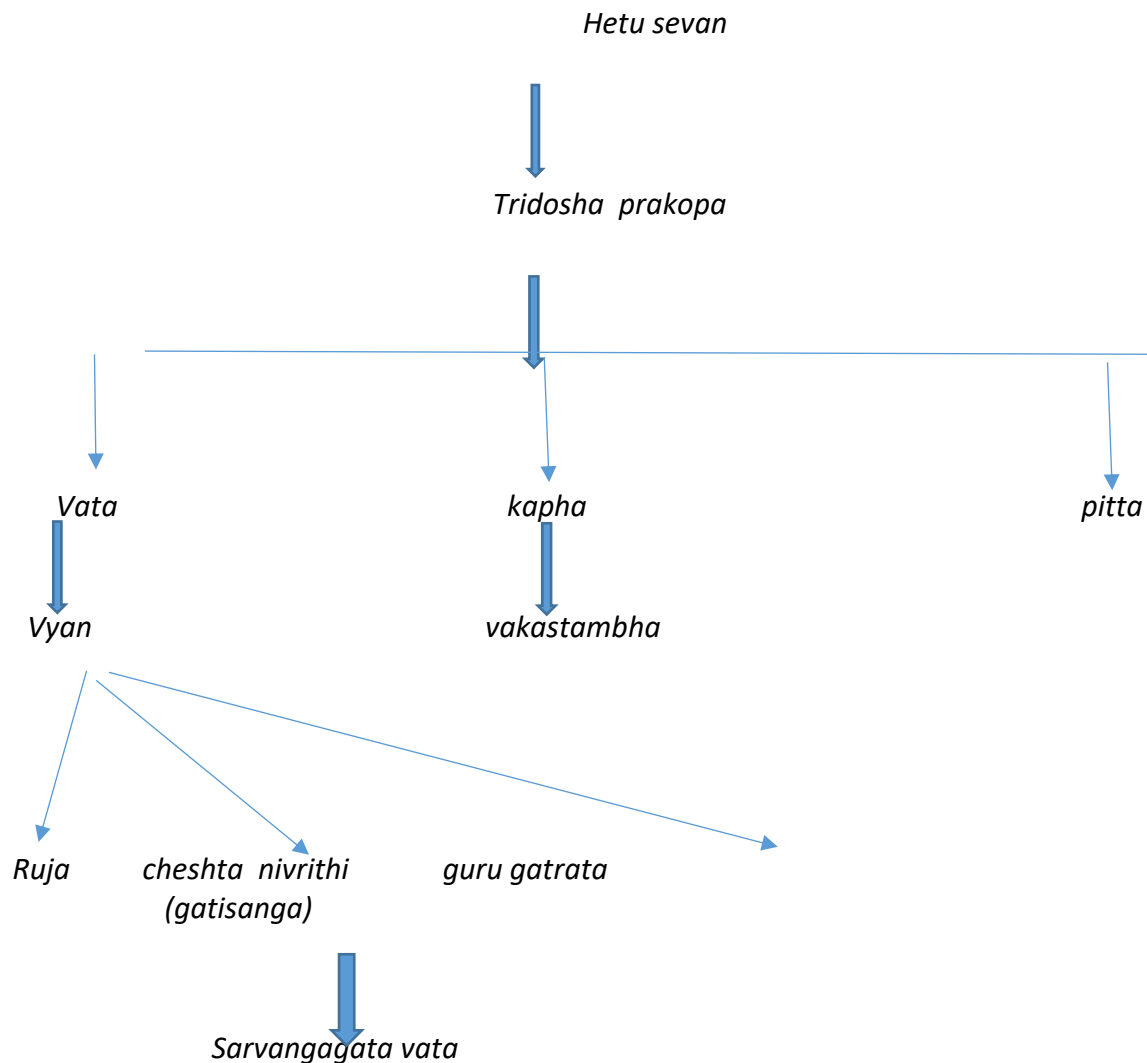 Hetu sevan
Tridosha prakopa
Vata kapha pitta
Vyan vakastambha
Ruja cheshta nivrithi guru gatrata
(gatisanga)
Sarvangagata vata